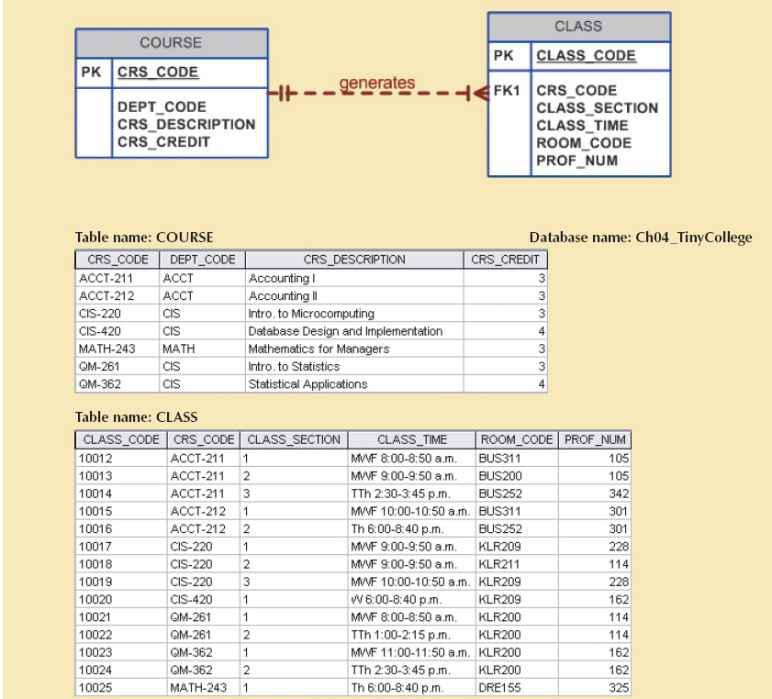 COURSE
PK CRS_CODE
DEPT_CODE
CRS_DESCRIPTION
CRS_CREDIT
generates
CLASS
PK CLASS_CODE
FK1 CRS_CODE
CLASS_SECTION
CLASS_TIME
ROOM_CODE
PROF_NUM
Table name: COURSE
Database name: Ch04_TinyCollege
CRS_CODE DEPT_CODE CRS_DESCRIPTION CRS_CREDIT
ACCT-211 ACCT Accounting I 3
ACCT-212 ACCT Accounting II 3
CIS-220 CIS Intro. to Microcomputing 3
CIS-420 CIS Database Design and Implementation 4
MATH-243 MATH Mathematics for Managers 3
QM-261 CIS Intro. to Statistics 3
QM-362 CIS Statistical Applications 4
Table name: CLASS
CLASS_CODE CRS_CODE CLASS_SECTION CLASS_TIME ROOM_CODE PROF_NUM
10012 ACCT-211 1 MWF 8:00-8:50 a.m. BUS311 105
10013 ACCT-211 2 MWF 9:00-9:50 a.m. BUS200 105
10014 ACCT-211 3 TTh 2:30-3:45 p.m. BUS252 342
10015 ACCT-212 1 MWF 10:00-10:50 a.m. BUS311 301
10016 ACCT-212 2 Th 6:00-8:40 p.m. BUS252 301
10017 CIS-220 1 MWF 9:00-9:50 a.m. KLR209 228
10018 CIS-220 2 MWF 9:00-9:50 a.m. KLR211 114
10019 CIS-220 3 MWF 10:00-10:50 a.m. KLR209 228
10020 CIS-420 1 W 6:00-8:40 p.m. KLR209 162
10021 QM-261 1 MWF 8:00-8:50 a.m. KLR200 114
10022 QM-261 2 TTh 1:00-2:15 p.m. KLR200 114
10023 QM-362 1 MWF 11:00-11:50 a.m. KLR200 162
10024 QM-362 2 TTh 2:30-3:45 p.m. KLR200 162
10025 MATH-243 1 Th 6:00-8:40 p.m. DRE155 325